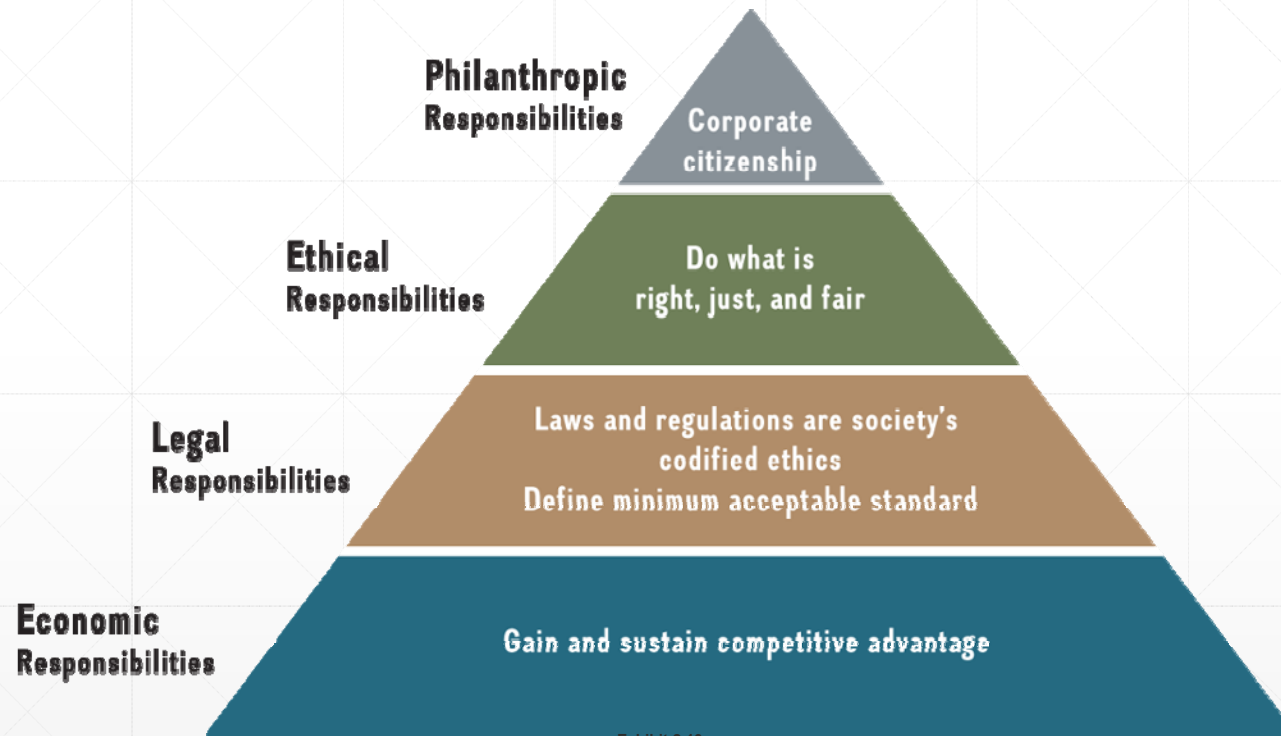 Philanthropic
Responsibilities
Corporate
citizenship
Ethical
Responsibilities
Do what is
right, just, and fair
Legal
Responsibilities
Laws and regulations are society's
codified ethics
Define minimum acceptable standard
Economic
Responsibilities
Gain and sustain competitive advantage